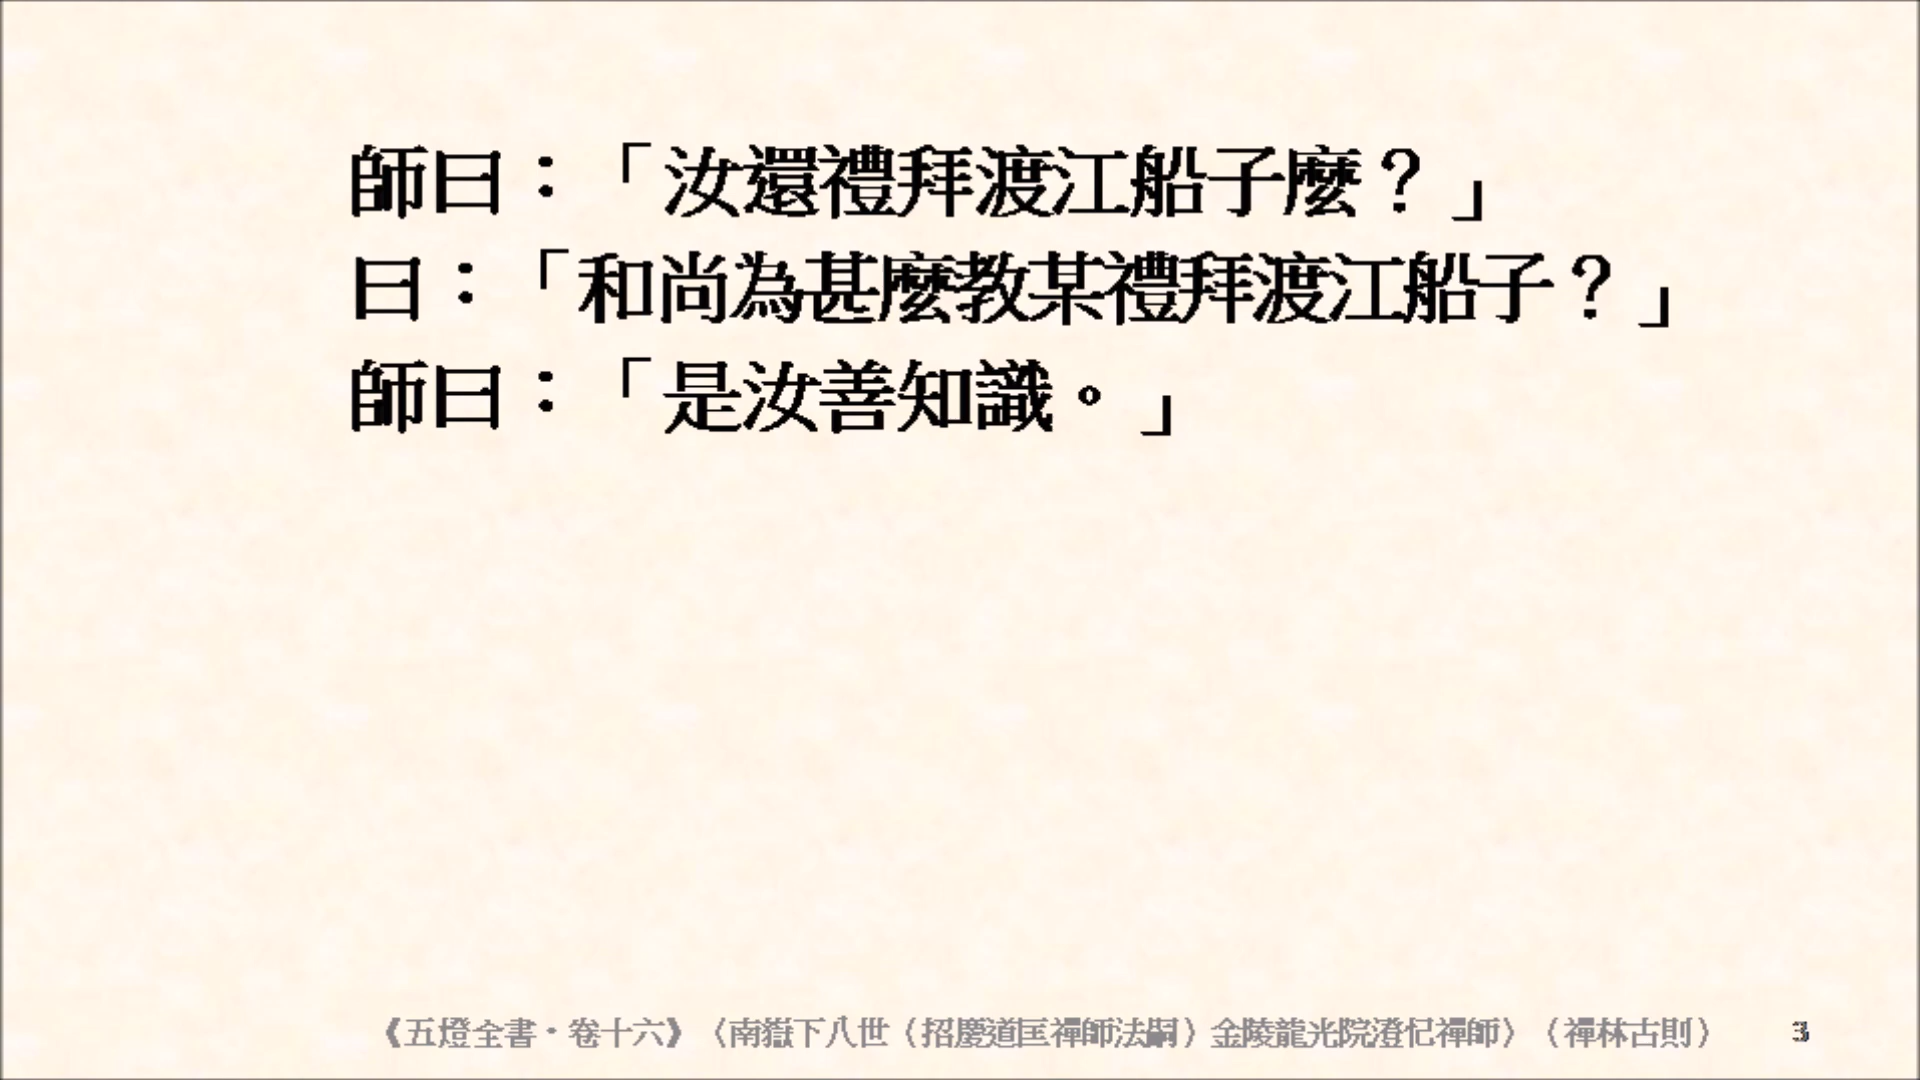 師曰：「汝還禮拜渡江船子麼？」
曰：「和尚為甚麼教某禮拜渡江船子？」
師曰：「是汝善知識。」
《五燈全書‧卷十六》〈南嶽下八世（招慶道匡禪師法嗣）金陵龍光院澄忋禪師〉（禪林古則） 3